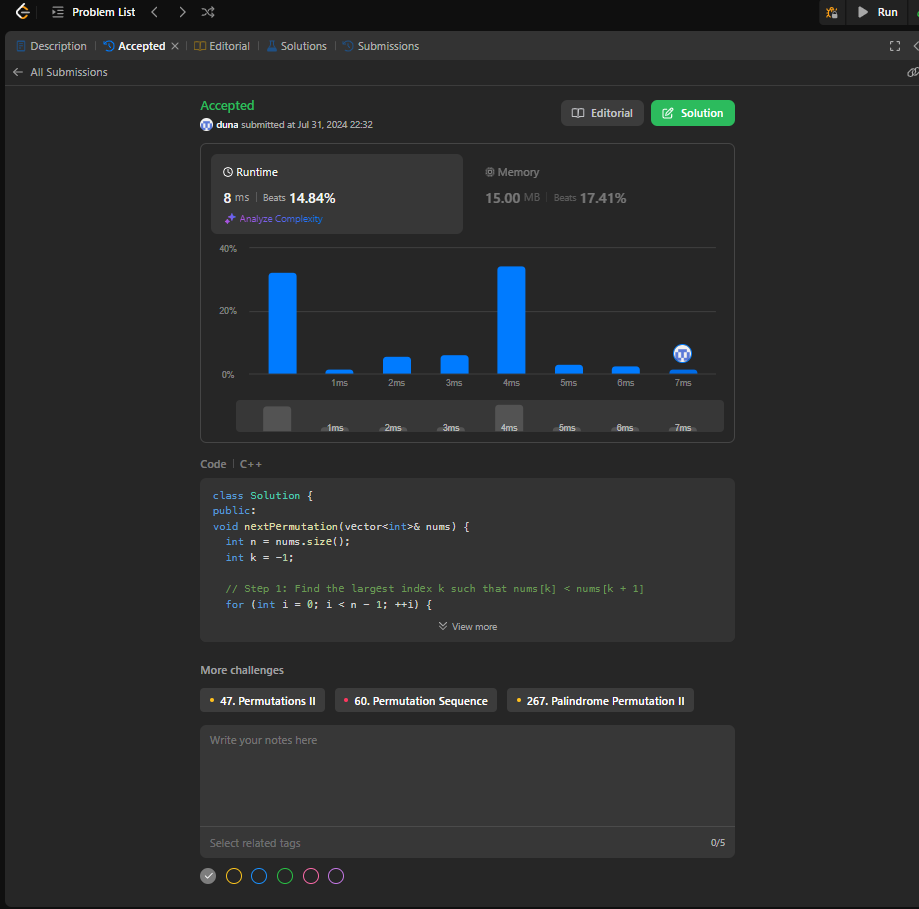 Problem List
Run
Description
Accepted
Editorial
Solutions
Submissions
All Submissions
Accepted
duna submitted at Jul 31, 2024 22:32
Editorial
Solution
Runtime
8 ms Beats 14.84%
Analyze Complexity
Memory
15.00 MB Beats 17.41%
40%
20%
0%
1ms 2ms 3ms 4ms 5ms 6ms 7ms
1ms 2ms 3ms 4ms 5ms 6ms 7ms
Code C++
class Solution {
public:
void nextPermutation(vector<int>& nums) {
int n = nums.size();
int k = -1;
// Step 1: Find the largest index k such that nums[k] < nums[k + 1]
for (int i = 0; i < n - 1; ++i) {
View more
More challenges
47. Permutations II
60. Permutation Sequence
267. Palindrome Permutation II
Write your notes here
Select related tags
0/5